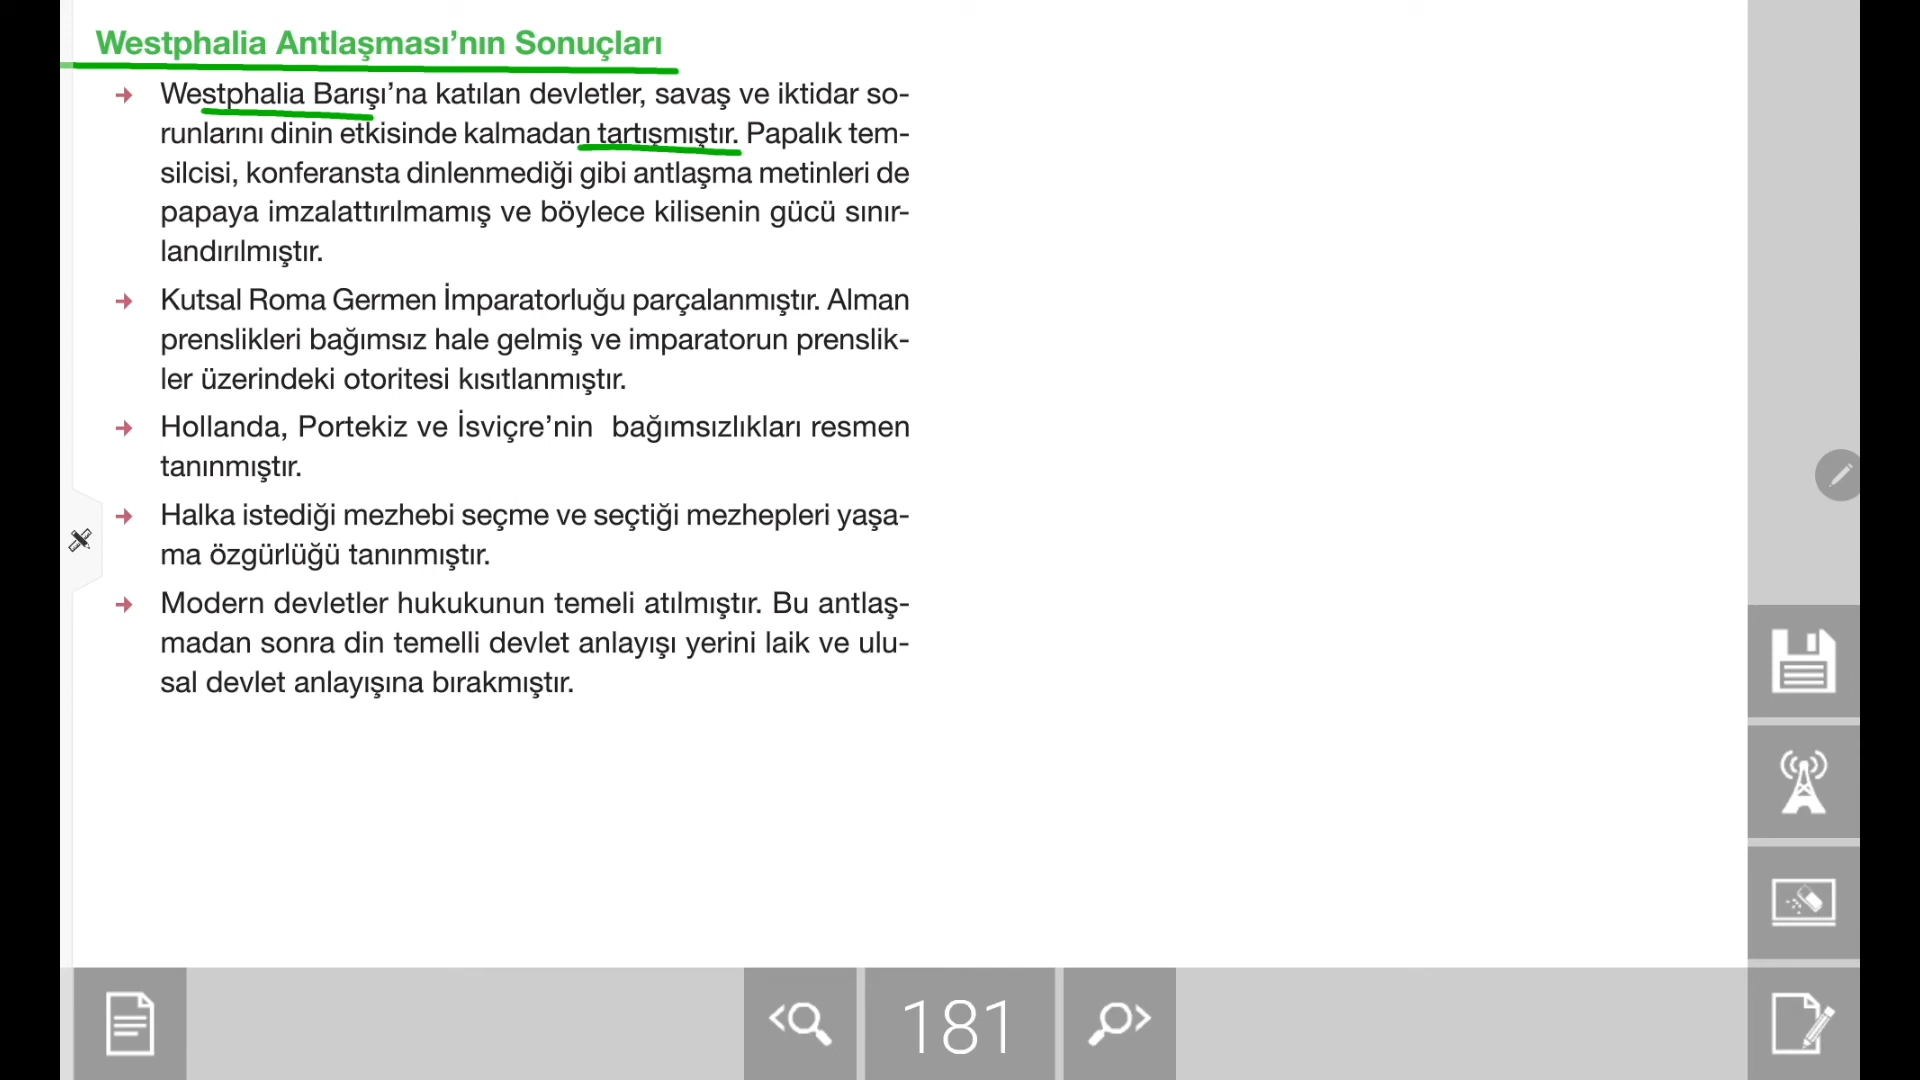 Westphalia Antlaşması’nın Sonuçları
Westphalia Barışı’na katılan devletler, savaş ve iktidar so-
runlarını dinin etkisinde kalmadan tartışmıştır. Papalık tem-
silcisi, konferansta dinlenmediği gibi antlaşma metinleri de
papaya imzalattırılmamış ve böylece kilisenin gücü sınır-
landırılmıştır.
Kutsal Roma Germen İmparatorluğu parçalanmıştır. Alman
prenslikleri bağımsız hale gelmiş ve imparatorun prenslik-
ler üzerindeki otoritesi kısıtlanmıştır.
Hollanda, Portekiz ve İsviçre’nin  bağımsızlıkları resmen
tanınmıştır.
Halka istediği mezhebi seçme ve seçtiği mezhepleri yaşa-
ma özgürlüğü tanınmıştır.
Modern devletler hukukunun temeli atılmıştır. Bu antlaş-
madan sonra din temelli devlet anlayışı yerini laik ve ulu-
sal devlet anlayışına bırakmıştır.
181